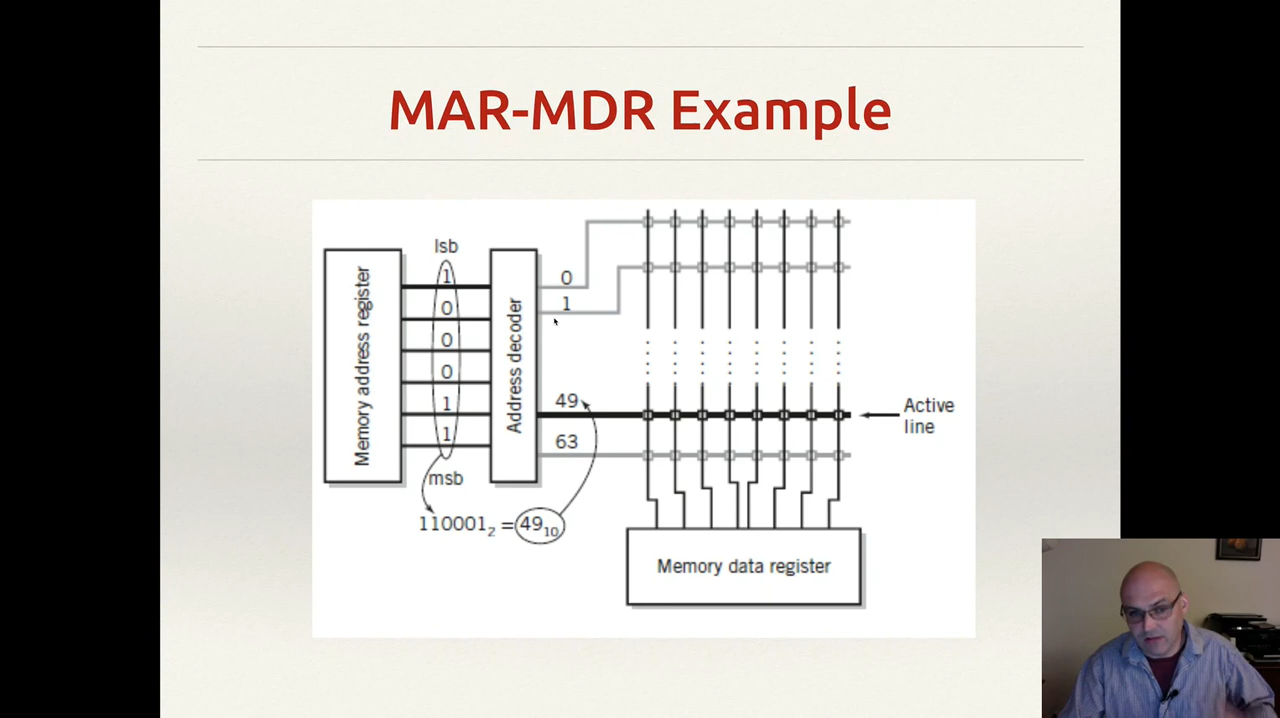 MAR-MDR Example
lsb
Memory address register
1
0
0
0
1
1
msb
Address decoder
0
1
49
63
110001₂ = 49₁₀
Active
line
Memory data register